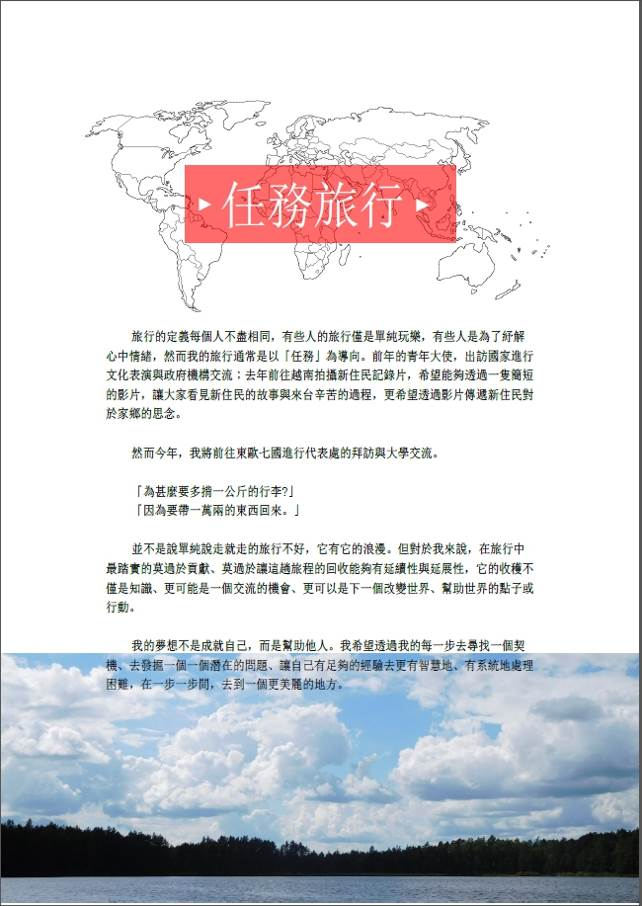 任務旅行
旅行的定義每個人不盡相同，有些人的旅行僅是單純玩樂，有些人是為了紓解
心中情緒，然而我的旅行通常是以「任務」為導向。前年的青年大使，出訪國家進行
文化表演與政府機構交流；去年前往越南拍攝新住民記錄片，希望能夠透過一隻簡短
的影片，讓大家看見新住民的故事與來台辛苦的過程，更希望透過影片傳遞新住民對
於家鄉的思念。
然而今年，我將前往東歐七國進行代表處的拜訪與大學交流。
「為甚麼要多揹一公斤的行李?」
「因為要帶一萬兩的東西回來。」
並不是說單純說走就走的旅行不好，它有它的浪漫。但對於我來說，在旅行中
最踏實的莫過於貢獻、莫過於讓這趟旅程的回收能夠有延續性與延展性，它的收穫不
僅是知識、更可能是一個交流的機會、更可以是下一個改變世界、幫助世界的點子或
行動。
我的夢想不是成就自己，而是幫助他人。我希望透過我的每一步去尋找一個契
機、去發掘一個一個潛在的問題、讓自己有足夠的經驗去更有智慧地、有系統地處理
困難，在一步一步間，去到一個更美麗的地方。